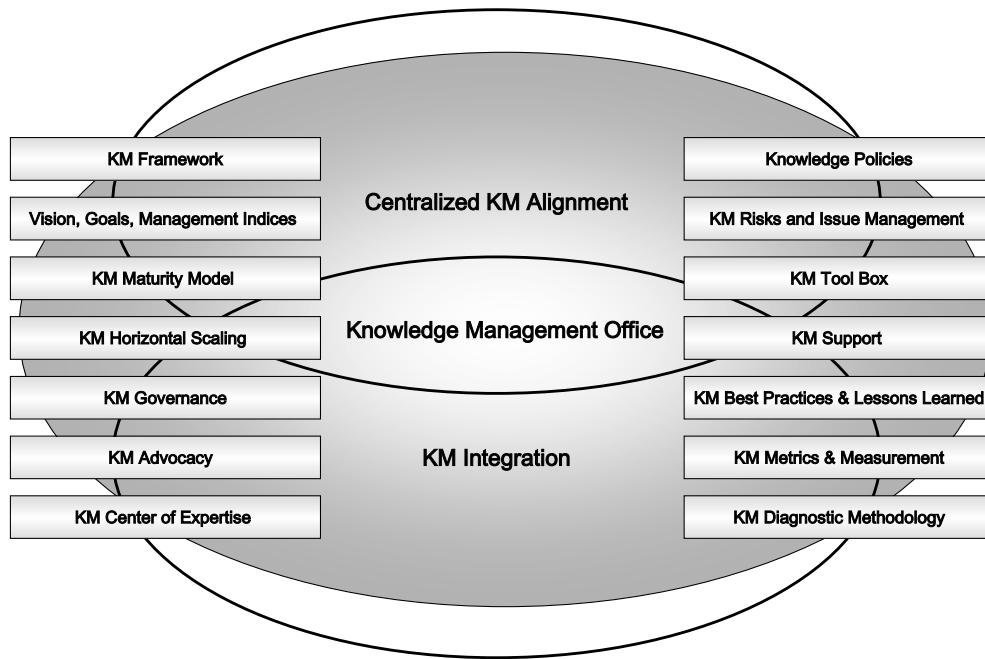 KM Framework
Vision, Goals, Management Indices
KM Maturity Model
KM Horizontal Scaling
KM Governance
KM Advocacy
KM Center of Expertise
Centralized KM Alignment
Knowledge Management Office
KM Integration
Knowledge Policies
KM Risks and Issue Management
KM Tool Box
KM Support
KM Best Practices & Lessons Learned
KM Metrics & Measurement
KM Diagnostic Methodology